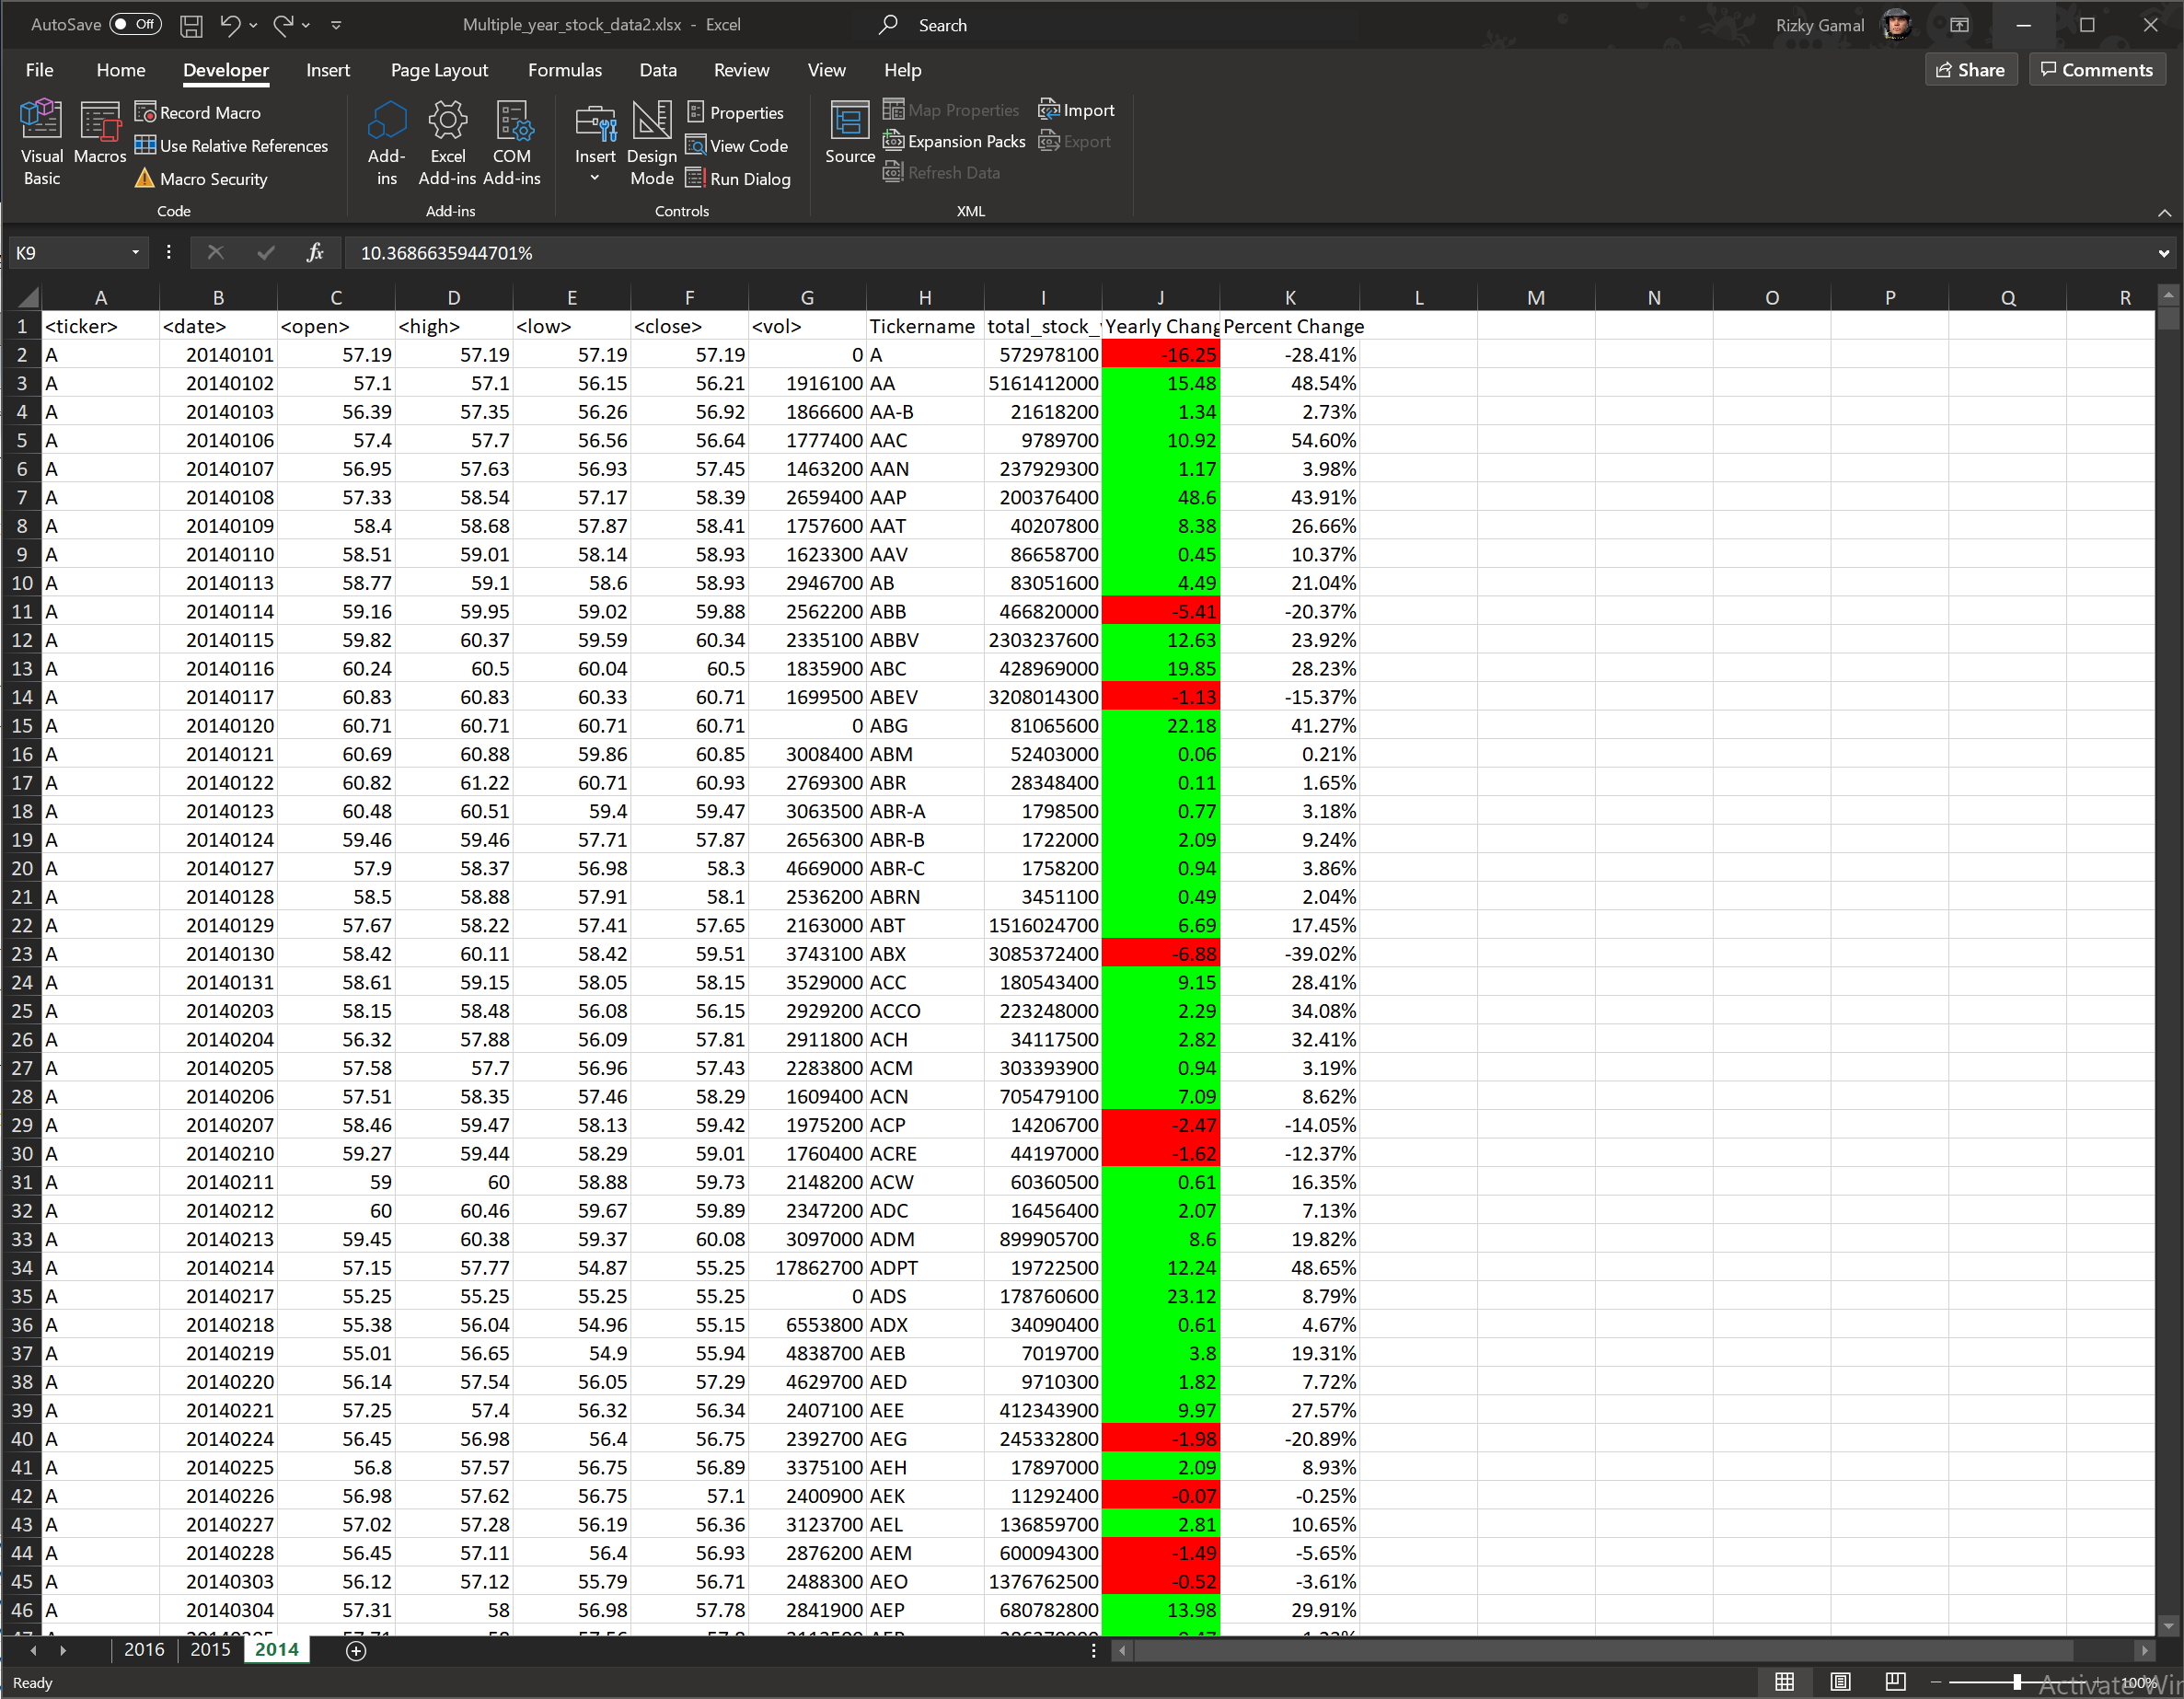 AutoSave Off Multiple_year_stock_data2.xlsx - Excel Search Rizky Gamal
File Home Developer Insert Page Layout Formulas Data Review View Help Share Comments
Visual Basic Macros Record Macro Use Relative References Macro Security Code
Add-ins Excel Add-ins COM Add-ins Add-ins
Insert Design Mode Properties View Code Run Dialog Controls
Source Map Properties Expansion Packs Refresh Data Import Export XML
K9 fx 10.3686635944701%
A B C D E F G H I J K L M N O P Q R
1 <ticker> <date> <open> <high> <low> <close> <vol> Tickername total_stock_ Yearly Chang Percent Change
2 A 20140101 57.19 57.19 57.19 57.19 0 A 572978100 -16.25 -28.41%
3 A 20140102 57.1 57.1 56.15 56.21 1916100 AA 5161412000 15.48 48.54%
4 A 20140103 56.39 57.35 56.26 56.92 1866600 AA-B 21618200 1.34 2.73%
5 A 20140106 57.4 57.7 56.56 56.64 1777400 AAC 9789700 10.92 54.60%
6 A 20140107 56.95 57.63 56.93 57.45 1463200 AAN 237929300 1.17 3.98%
7 A 20140108 57.33 58.54 57.17 58.39 2659400 AAP 200376400 48.6 43.91%
8 A 20140109 58.4 58.68 57.87 58.41 1757600 AAT 40207800 8.38 26.66%
9 A 20140110 58.51 59.01 58.14 58.93 1623300 AAV 86658700 0.45 10.37%
10 A 20140113 58.77 59.1 58.6 58.93 2946700 AB 83051600 4.49 21.04%
11 A 20140114 59.16 59.95 59.02 59.88 2562200 ABB 466820000 -5.41 -20.37%
12 A 20140115 59.82 60.37 59.59 60.34 2335100 ABBV 2303237600 12.63 23.92%
13 A 20140116 60.24 60.5 60.04 60.5 1835900 ABC 428969000 19.85 28.23%
14 A 20140117 60.83 60.83 60.33 60.71 1699500 ABEV 3208014300 -1.13 -15.37%
15 A 20140120 60.71 60.71 60.71 60.71 0 ABG 81065600 22.18 41.27%
16 A 20140121 60.69 60.88 59.86 60.85 3008400 ABM 52403000 0.06 0.21%
17 A 20140122 60.82 61.22 60.71 60.93 2769300 ABR 28348400 0.11 1.65%
18 A 20140123 60.48 60.51 59.4 59.47 3063500 ABR-A 1798500 0.77 3.18%
19 A 20140124 59.46 59.46 57.71 57.87 2656300 ABR-B 1722000 2.09 9.24%
20 A 20140127 57.9 58.37 56.98 58.3 4669000 ABR-C 1758200 0.94 3.86%
21 A 20140128 58.5 58.88 57.91 58.1 2536200 ABRN 3451100 0.49 2.04%
22 A 20140129 57.67 58.22 57.41 57.65 2163000 ABT 1516024700 6.69 17.45%
23 A 20140130 58.42 60.11 58.42 59.51 3743100 ABX 3085372400 -6.88 -39.02%
24 A 20140131 58.61 59.15 58.05 58.15 3529000 ACC 180543400 9.15 28.41%
25 A 20140203 58.15 58.48 56.08 56.15 2929200 ACCO 223248000 2.29 34.08%
26 A 20140204 56.32 57.88 56.09 57.81 2911800 ACH 34117500 2.82 32.41%
27 A 20140205 57.58 57.7 56.96 57.43 2283800 ACM 303393900 0.94 3.19%
28 A 20140206 57.51 58.35 57.46 58.29 1609400 ACN 705479100 7.09 8.62%
29 A 20140207 58.46 59.47 58.13 59.42 1975200 ACP 14206700 -2.47 -14.05%
30 A 20140210 59.27 59.44 58.29 59.01 1760400 ACRE 44197000 -1.62 -12.37%
31 A 20140211 59 60 58.88 59.73 2148200 ACW 60360500 0.61 16.35%
32 A 20140212 60 60.46 59.67 59.89 2347200 ADC 16456400 2.07 7.13%
33 A 20140213 59.45 60.38 59.37 60.08 3097000 ADM 899905700 8.6 19.82%
34 A 20140214 57.15 57.77 54.87 55.25 17862700 ADPT 19722500 12.24 48.65%
35 A 20140217 55.25 55.25 55.25 55.25 0 ADS 178760600 23.12 8.79%
36 A 20140218 55.38 56.04 54.96 55.15 6553800 ADX 34090400 0.61 4.67%
37 A 20140219 55.01 56.65 54.9 55.94 4838700 AEB 7019700 3.8 19.31%
38 A 20140220 56.14 57.54 56.05 57.29 4629700 AED 9710300 1.82 7.72%
39 A 20140221 57.25 57.4 56.32 56.34 2407100 AEE 412343900 9.97 27.57%
40 A 20140224 56.45 56.98 56.4 56.75 2392700 AEG 245332800 -1.98 -20.89%
41 A 20140225 56.8 57.57 56.75 56.89 3375100 AEH 17897000 2.09 8.93%
42 A 20140226 56.98 57.62 56.75 57.1 2400900 AEK 11292400 -0.07 -0.25%
43 A 20140227 57.02 57.28 56.19 56.36 3123700 AEL 136859700 2.81 10.65%
44 A 20140228 56.45 57.11 56.4 56.93 2876200 AEM 600094300 -1.49 -5.65%
45 A 20140303 56.12 57.12 55.79 56.71 2488300 AEO 1376762500 -0.52 -3.61%
46 A 20140304 57.31 58 56.98 57.78 2841900 AEP 680782800 13.98 29.91%
2016 2015 2014
Ready Activate Wi 100%